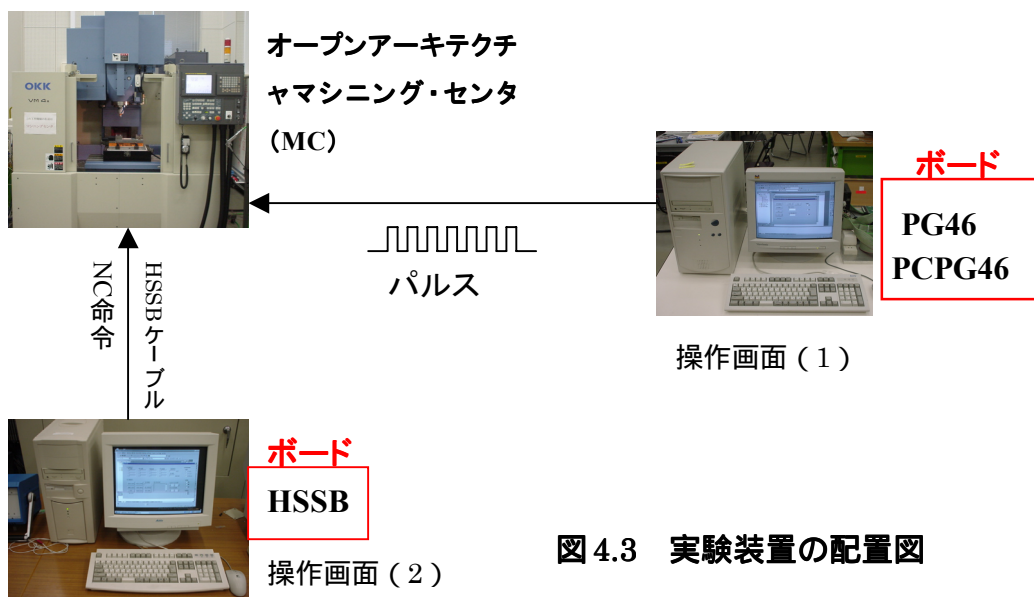 オープンアーキテクチ
ャマシニング・センタ
(MC)
OKK
ボード
PG46
PCPG46
パルス
操作画面(1)
HSSBケーブル
NC命令
ボード
HSSB
操作画面(2)
図4.3 実験装置の配置図